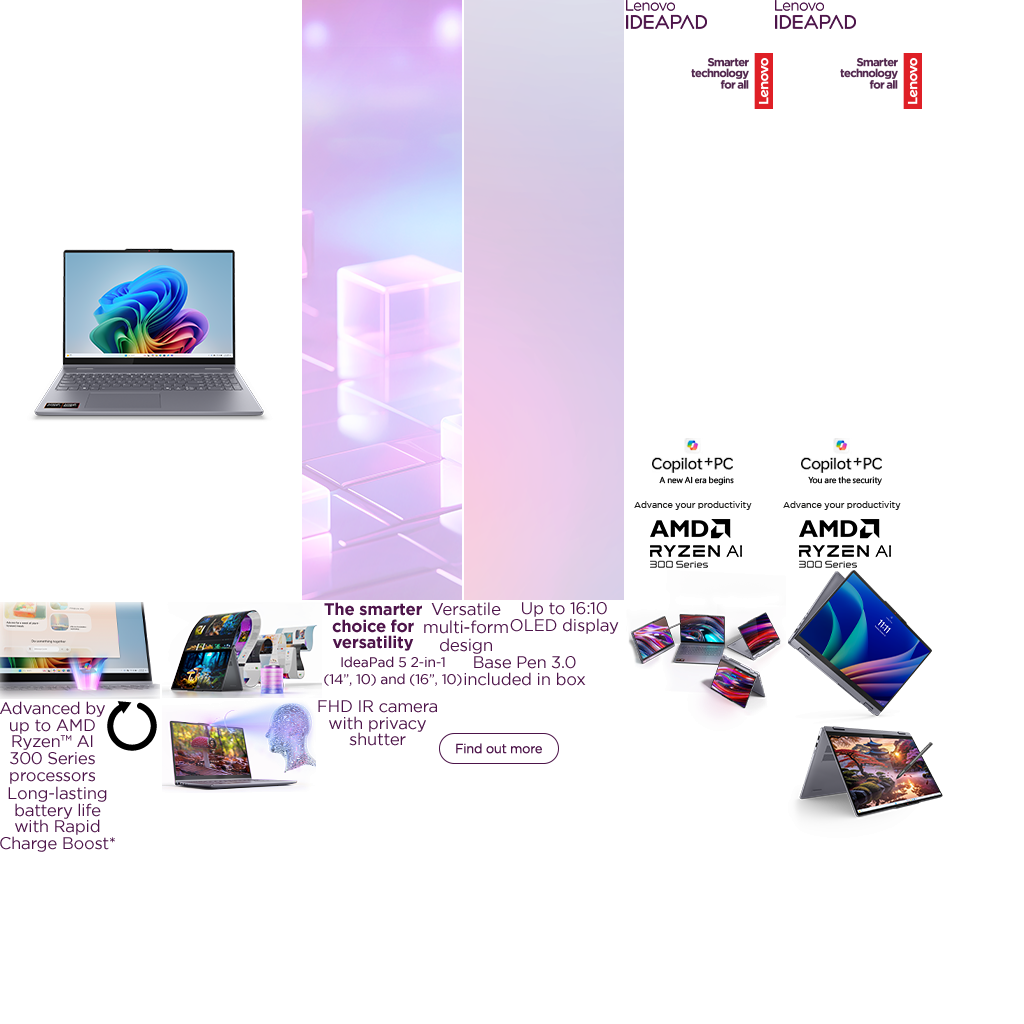 Lenovo
IDEAPAD
Lenovo
IDEAPAD
Smarter
technology
for all
Lenovo
Smarter
technology
for all
Lenovo
Copilot+PC
A new AI era begins
Copilot+PC
You are the security
Advance your productivity
Advance your productivity
AMD
RYZEN AI
300 Series
AMD
RYZEN AI
300 Series
11:11
The smarter
choice for
versatility
Versatile
multi-form
design
Up to 16:10
OLED display
IdeaPad 5 2-in-1
(14”, 10) and (16”, 10)
Base Pen 3.0
included in box
Advanced by
up to AMD
Ryzen™ AI
300 Series
processors
FHD IR camera
with privacy
shutter
Find out more
Long-lasting
battery life
with Rapid
Charge Boost*